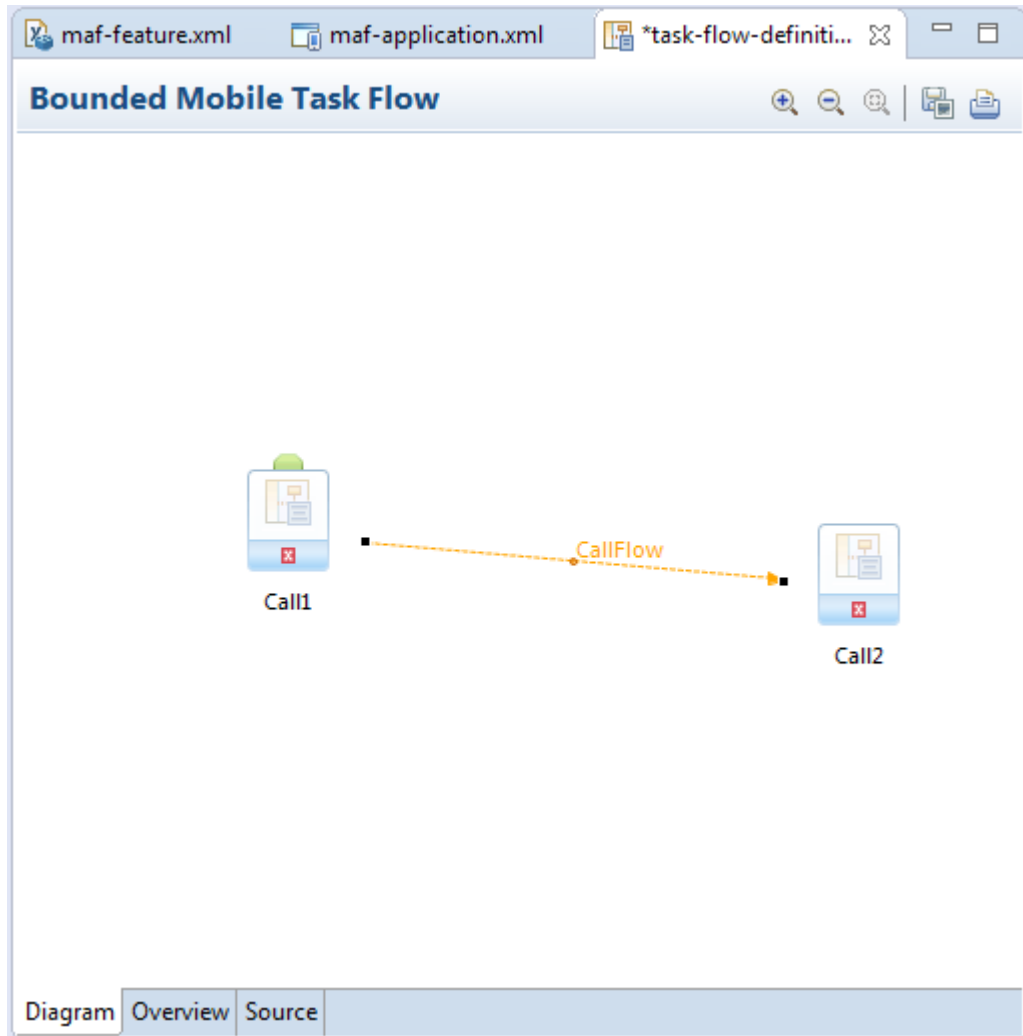 maf-feature.xml maf-application.xml *task-flow-definiti...
Bounded Mobile Task Flow
CallFlow
Call1
Call2
Diagram Overview Source